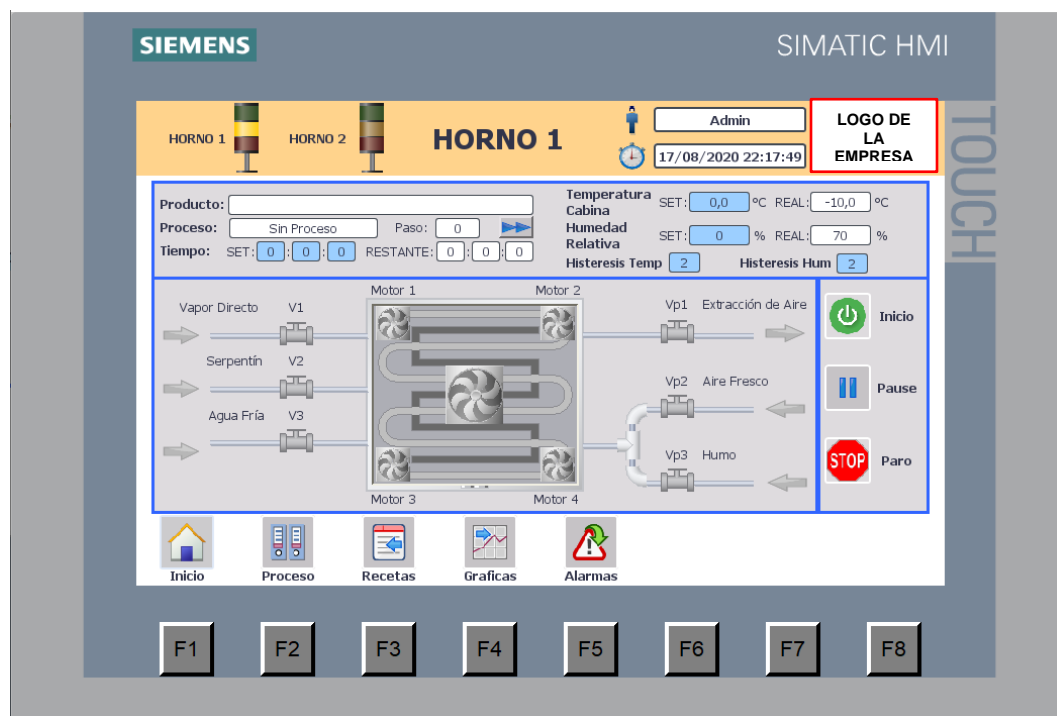 SIEMENS
SIMATIC HMI
TOUCH
HORNO 1
HORNO 2
HORNO 1
Admin
17/08/2020 22:17:49
LOGO DE
LA
EMPRESA
Producto:
Proceso: Sin Proceso Paso: 0
Tiempo: SET: 0 : 0 : 0 RESTANTE: 0 : 0 : 0
Temperatura
Cabina SET: 0,0 ºC REAL: -10,0 ºC
Humedad
Relativa SET: 0 % REAL: 70 %
Histeresis Temp 2 Histeresis Hum 2
Motor 1 Motor 2
Vapor Directo V1
Serpentín V2
Agua Fría V3
Motor 3 Motor 4
Vp1 Extracción de Aire
Vp2 Aire Fresco
Vp3 Humo
Inicio
Pause
STOP Paro
Inicio Proceso Recetas Graficas Alarmas
F1 F2 F3 F4 F5 F6 F7 F8